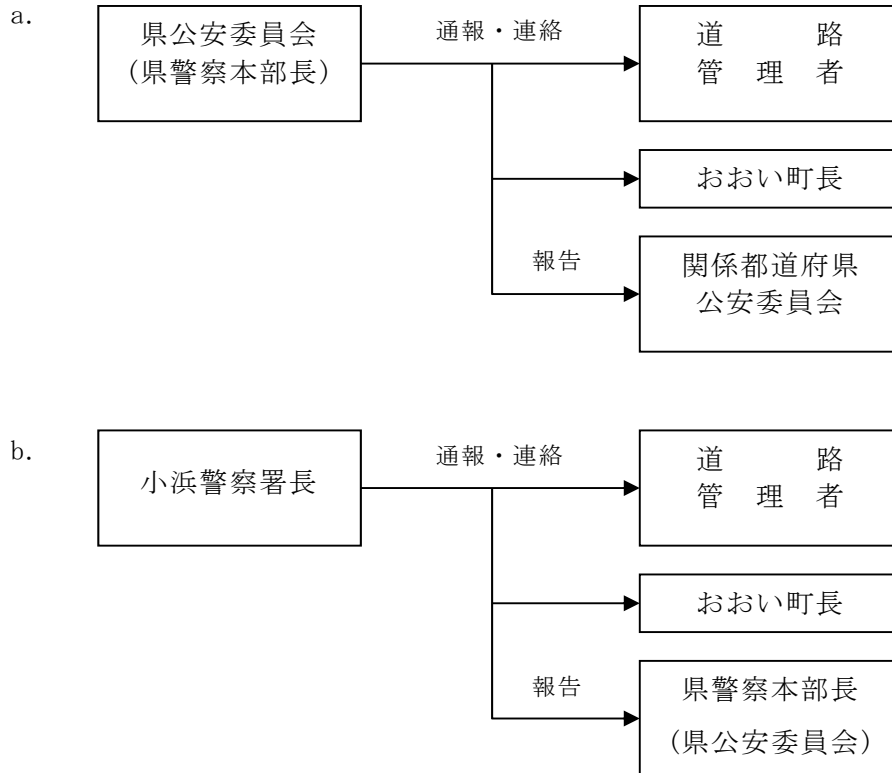 a.
県公安委員会
(県警察本部長)
通報・連絡
道　　　路
管　理　者
おおい町長
報告
関係都道府県
公安委員会
b.
小浜警察署長
通報・連絡
道　　　路
管　理　者
おおい町長
報告
県警察本部長
(県公安委員会)